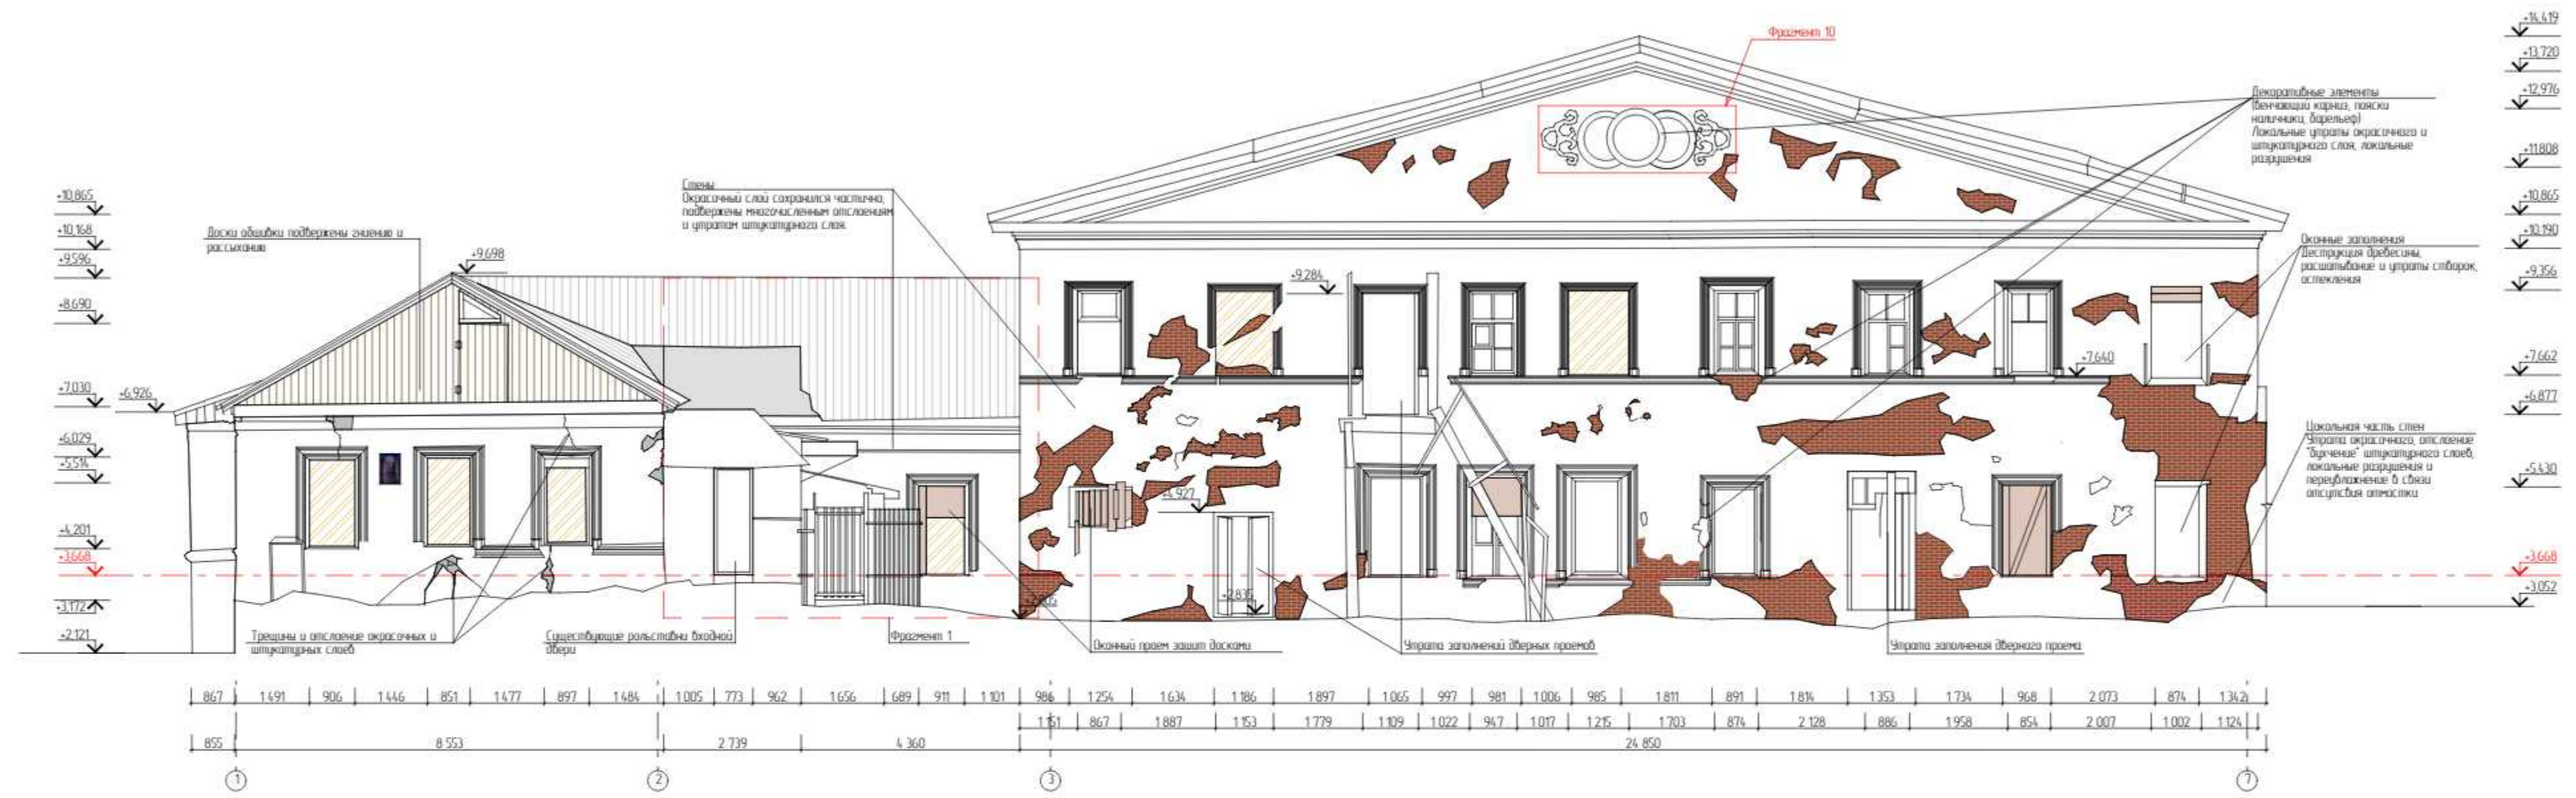 Фрагмент 10
+14,419
+13,720
+12,976
+11,808
+10,865
+10,190
+9,356
+7,662
+6,877
+5,430
+3,668
+3,052
Декоративные элементы
(венчающий карниз, пояски
наличники, барельеф)
Локальные утраты окрасочного и
штукатурного слоя, локальные
разрушения
Оконные заполнения
Деструкция древесины,
расшатывание и утраты створок,
остекления
Цокольная часть стен
Утрата окрасочного, отслоение
"бухчение" штукатурного слоев,
локальные разрушения и
переувлажнение в связи
отсутсвия отмостки
Стены
Окрасочный слой сохранился частично,
подвержены многочисленным отслоениям
и утратам штукатурного слоя.
Доски обшивки подвержены гниению и
рассыханию
+10,865
+10,168
+9,596
+8,690
+7,030
+6,926
+6,029
+5,514
+4,201
+3,668
+3,172
+2,121
+9,698
+9,284
+7,640
+4,927
+2,835
Трещины и отслоение окрасочных и
штукатурных слоев
Существующие рольставни входной
двери
Фрагмент 1
Оконный проем зашит досками
Утрата заполнений дверных проемов
Утрата заполнения дверного проема
867 1 491 906 1 446 851 1 477 897 1 484 1 005 773 962 1 656 689 911 1 101 986 1 254 1 634 1 186 1 897 1 065 997 981 1 006 985 1 811 891 1 814 1 353 1 734 968 2 073 874 1 342
1 151 867 1 887 1 153 1 779 1 109 1 022 947 1 017 1 215 1 703 874 2 128 886 1 958 854 2 007 1 002 1 124
855 8 553 2 739 4 360 24 850
1 2 3 7